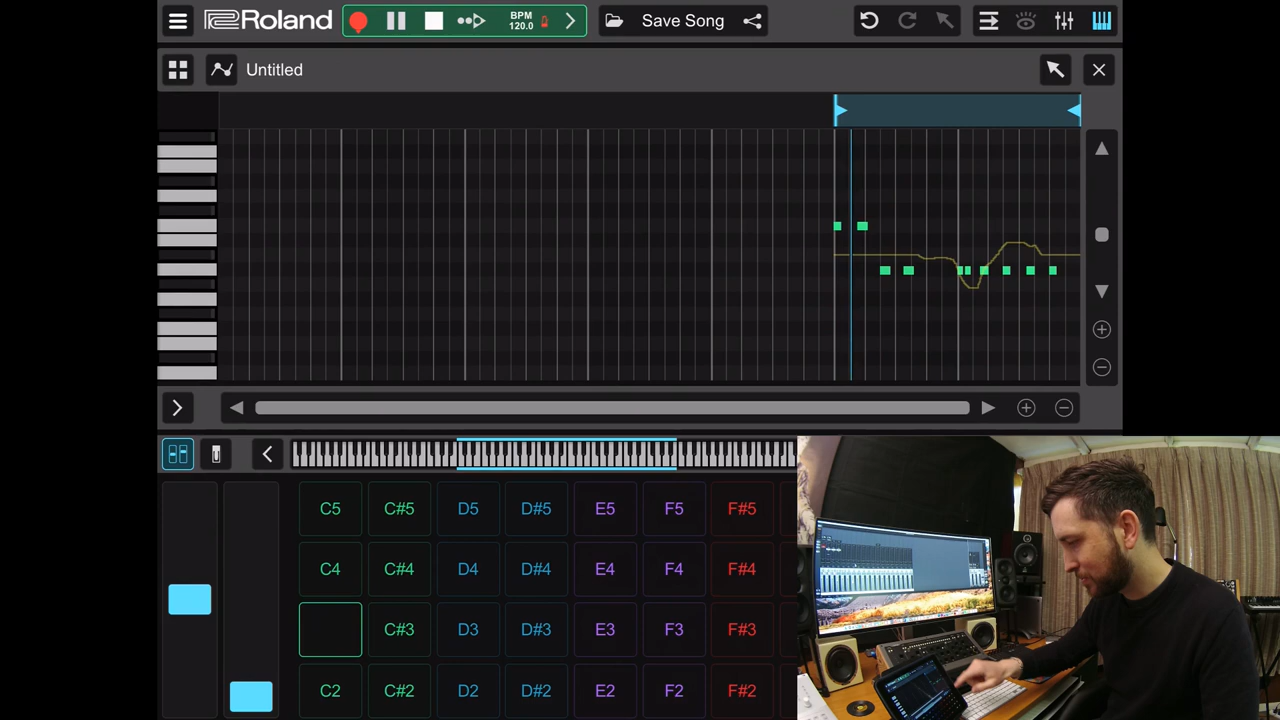 Roland BPM 120.0 Save Song
Untitled
C5 C#5 D5 D#5 E5 F5 F#5
C4 C#4 D4 D#4 E4 F4 F#4
C#3 D3 D#3 E3 F3 F#3
C2 C#2 D2 D#2 E2 F2 F#2